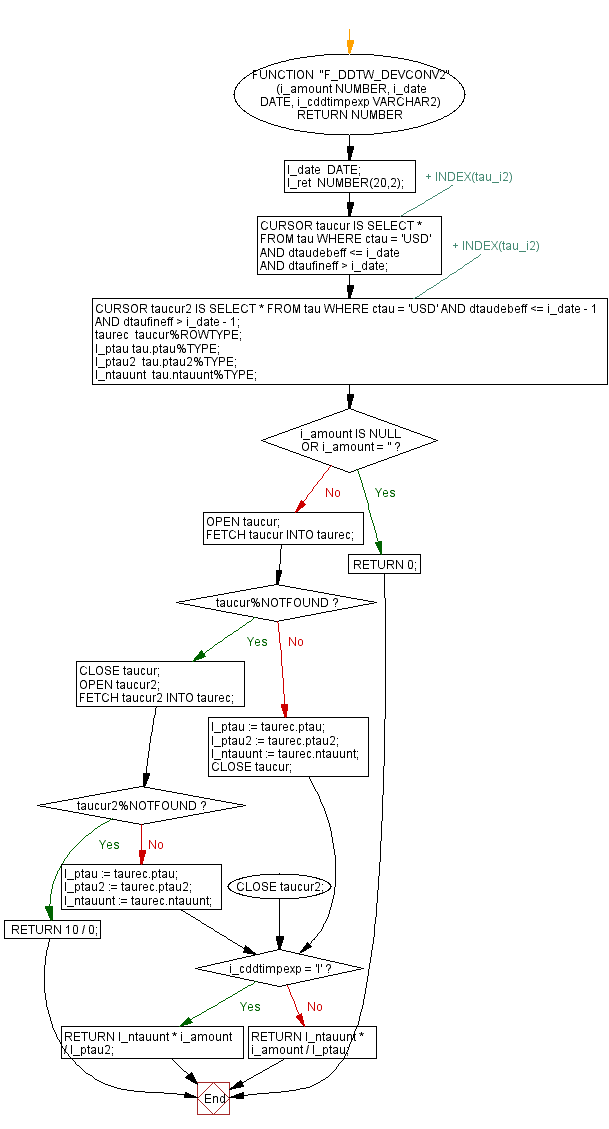 FUNCTION "F_DDTW_DEVCONV2"
(i_amount NUMBER, i_date
DATE, i_cddtimpexp VARCHAR2)
RETURN NUMBER
l_date DATE;
l_ret NUMBER(20,2);
+ INDEX(tau_i2)
CURSOR taucur IS SELECT *
FROM tau WHERE ctau = 'USD'
AND dtaudebeff <= i_date
AND dtaufineff > i_date;
+ INDEX(tau_i2)
CURSOR taucur2 IS SELECT * FROM tau WHERE ctau = 'USD' AND dtaudebeff <= i_date - 1
AND dtaufineff > i_date - 1;
taurec taucur%ROWTYPE;
l_ptau tau.ptau%TYPE;
l_ptau2 tau.ptau2%TYPE;
l_ntauunt tau.ntauunt%TYPE;
i_amount IS NULL
OR i_amount = '' ?
No
Yes
OPEN taucur;
FETCH taucur INTO taurec;
RETURN 0;
taucur%NOTFOUND ?
Yes
No
CLOSE taucur;
OPEN taucur2;
FETCH taucur2 INTO taurec;
l_ptau := taurec.ptau;
l_ptau2 := taurec.ptau2;
l_ntauunt := taurec.ntauunt;
CLOSE taucur;
taucur2%NOTFOUND ?
Yes
No
l_ptau := taurec.ptau;
l_ptau2 := taurec.ptau2;
l_ntauunt := taurec.ntauunt;
CLOSE taucur2;
RETURN 10 / 0;
i_cddtimpexp = 'I' ?
Yes
No
RETURN l_ntauunt * i_amount
/ l_ptau2;
RETURN l_ntauunt *
i_amount / l_ptau;
End